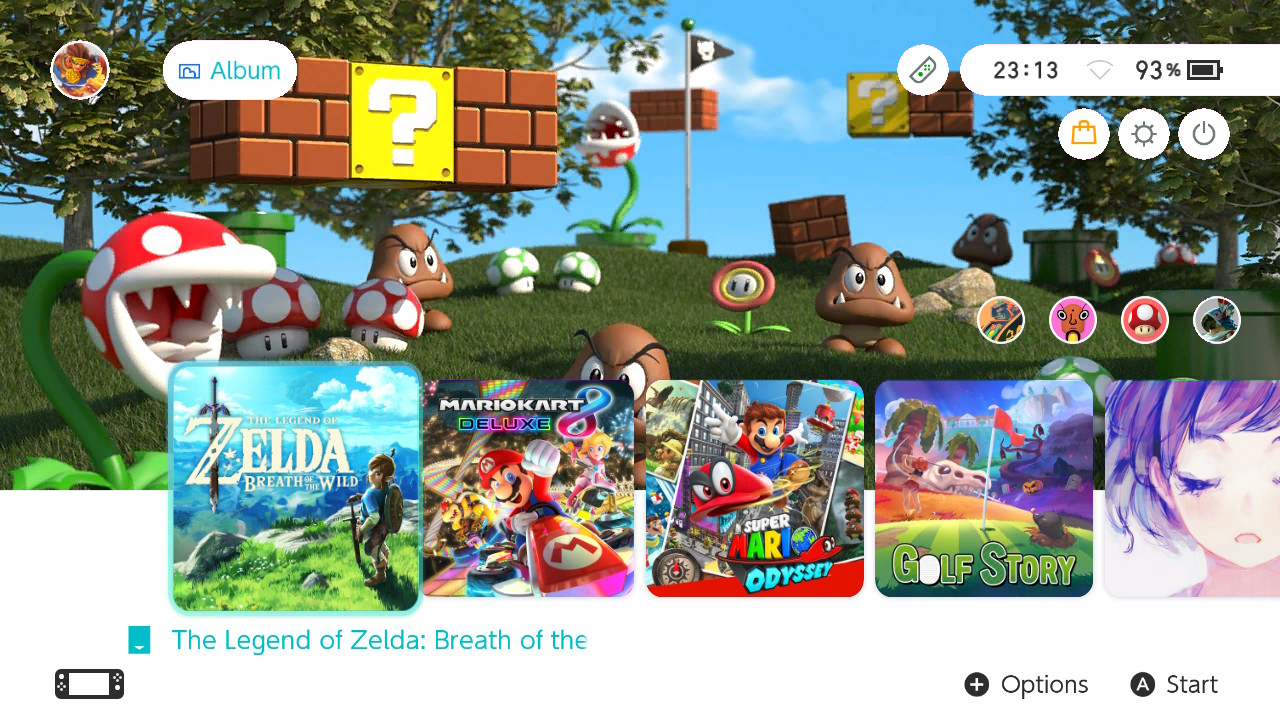 Album
23:13
93%
?
?
THE LEGEND OF
ZELDA
BREATH OF THE WILD
MARIOKART 8
DELUXE
M
SUPER
MARIO
ODYSSEY
GOLF STORY
The Legend of Zelda: Breath of the
+ Options
A Start